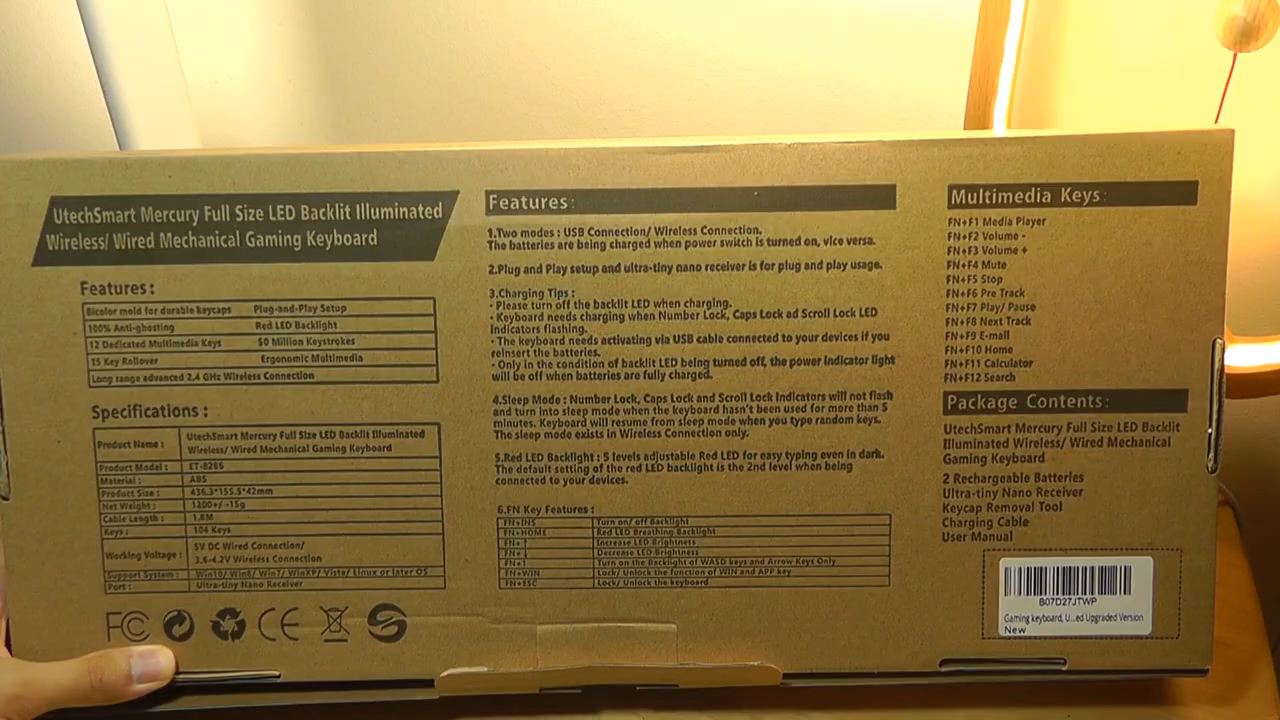 UtechSmart Mercury Full Size LED Backlit Illuminated
Wireless/ Wired Mechanical Gaming Keyboard
Features:
Bicolor mold for durable keycaps Plug-and-Play Setup
100% Anti-ghosting Red LED Backlight
12 Dedicated Multimedia Keys 50 Million Keystrokes
15 Key Rollover Ergonomic Multimedia
Long range advanced 2.4 GHz Wireless Connection
Specifications:
Product Name: UtechSmart Mercury Full Size LED Backlit Illuminated
Wireless/ Wired Mechanical Gaming Keyboard
Product Model: ET-8286
Material: ABS
Product Size: 436.3*155.5*42mm
Net Weight: 1200+/-15g
Cable Length: 1.8M
Keys: 104 Keys
Working Voltage: 5V DC Wired Connection/
3.6-4.2V Wireless Connection
Support System: Win10/ Win8/ Win7/ WinXP/ Vista/ Linux or later OS
Port: Ultra-tiny Nano Receiver
FC CE
Features:
1.Two modes : USB Connection/ Wireless Connection.
The batteries are being charged when power switch is turned on, vice versa.
2.Plug and Play setup and ultra-tiny nano receiver is for plug and play usage.
3.Charging Tips :
· Please turn off the backlit LED when charging.
· Keyboard needs charging when Number Lock, Caps Lock ad Scroll Lock LED
Indicators flashing.
· The keyboard needs activating via USB cable connected to your devices if you
reinsert the batteries.
· Only in the condition of backlit LED being turned off, the power indicator light
will be off when batteries are fully charged.
4.Sleep Mode : Number Lock, Caps Lock and Scroll Lock Indicators will not flash
and turn into sleep mode when the keyboard hasn't been used for more than 5
minutes. Keyboard will resume from sleep mode when you type random keys.
The sleep mode exists in Wireless Connection only.
5.Red LED Backlight : 5 levels adjustable Red LED for easy typing even in dark.
The default setting of the red LED backlight is the 2nd level when being
connected to your devices.
6.FN Key Features :
FN+INS Turn on/ off Backlight
FN+HOME Red LED Breathing Backlight
FN+↑ Increase LED Brightness
FN+↓ Decrease LED Brightness
FN+1 Turn on the Backlight of WASD keys and Arrow Keys Only
FN+WIN Lock/ Unlock the function of WIN and APP key
FN+ESC Lock/ Unlock the keyboard
Multimedia Keys:
FN+F1 Media Player
FN+F2 Volume -
FN+F3 Volume +
FN+F4 Mute
FN+F5 Stop
FN+F6 Pre Track
FN+F7 Play/ Pause
FN+F8 Next Track
FN+F9 E-mail
FN+F10 Home
FN+F11 Calculator
FN+F12 Search
Package Contents:
UtechSmart Mercury Full Size LED Backlit
Illuminated Wireless/ Wired Mechanical
Gaming Keyboard
2 Rechargeable Batteries
Ultra-tiny Nano Receiver
Keycap Removal Tool
Charging Cable
User Manual
B07D27JTWP
Gaming keyboard, U...ed Upgraded Version
New